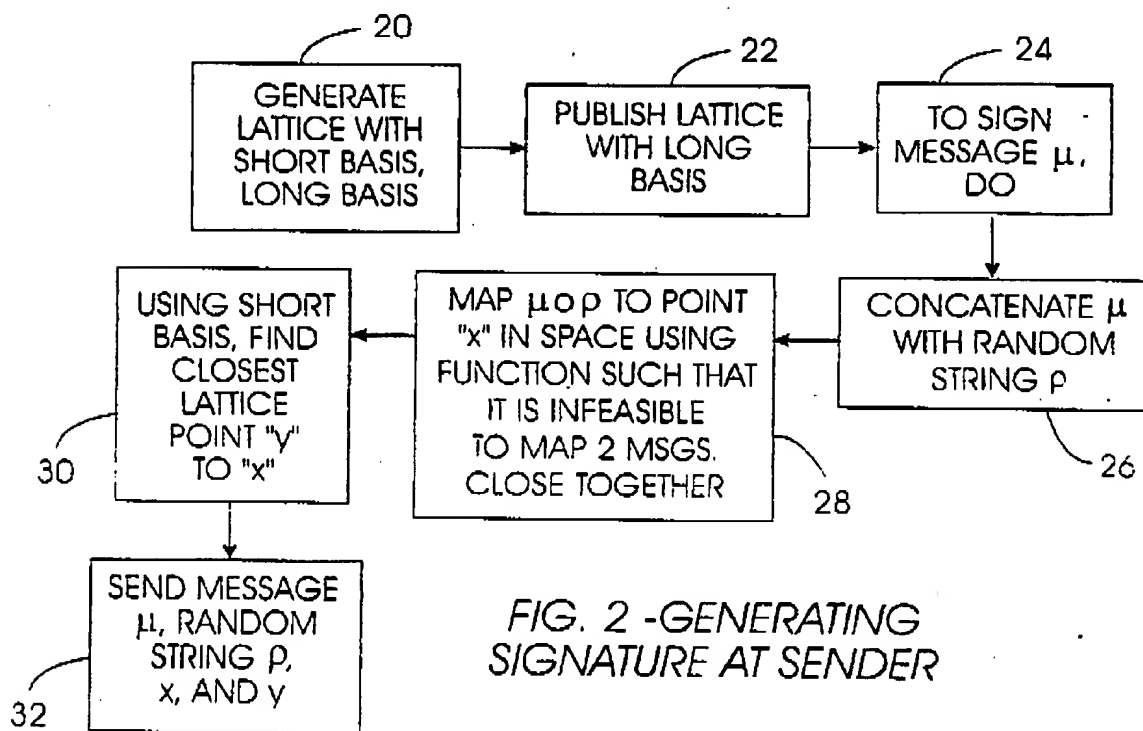 20
GENERATE
LATTICE WITH
SHORT BASIS,
LONG BASIS
22
PUBLISH LATTICE
WITH LONG
BASIS
24
TO SIGN
MESSAGE μ,
DO
CONCATENATE μ
WITH RANDOM
STRING ρ
26
MAP μ o ρ TO POINT
"x" IN SPACE USING
FUNCTION SUCH THAT
IT IS INFEASIBLE
TO MAP 2 MSGS.
CLOSE TOGETHER
28
USING SHORT
BASIS, FIND
CLOSEST
LATTICE
POINT "y"
TO "x"
30
SEND MESSAGE
μ, RANDOM
STRING ρ,
x, AND y
32
FIG. 2 -GENERATING
SIGNATURE AT SENDER